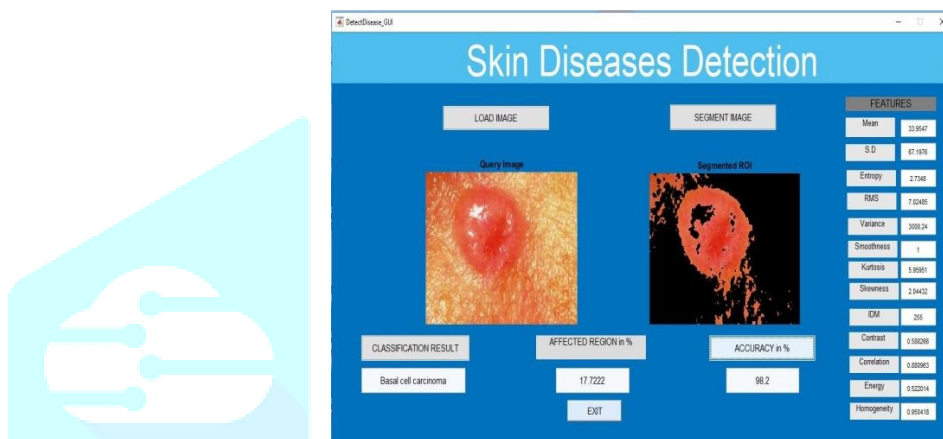 DetectDisease_GUI
Skin Diseases Detection
LOAD IMAGE
SEGMENT IMAGE
Query Image
Segmented ROI
CLASSIFICATION RESULT
AFFECTED REGION in %
ACCURACY in %
Basal cell carcinoma
17.7222
98.2
EXIT
FEATURES
Mean 33.9547
S.D 67.1976
Entropy 2.7348
RMS 7.02485
Variance 3008.24
Smoothness 1
Kurtosis 5.95951
Skewness 2.04432
IDM 255
Contrast 0.588266
Correlation 0.880963
Energy 0.522014
Homogeneity 0.950418